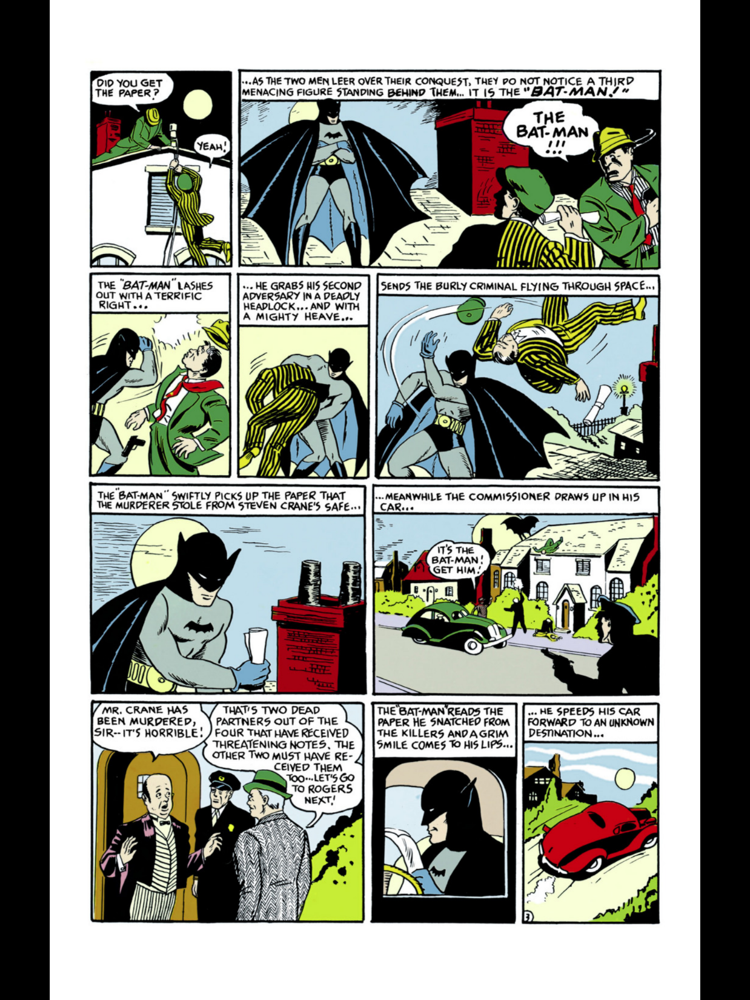 DID YOU GET
THE PAPER?
YEAH!
...AS THE TWO MEN LEER OVER THEIR CONQUEST, THEY DO NOT NOTICE A THIRD
MENACING FIGURE STANDING BEHIND THEM... IT IS THE "BAT-MAN!"
THE
BAT-MAN
!!!
THE "BAT-MAN" LASHES
OUT WITH A TERRIFIC
RIGHT...
...HE GRABS HIS SECOND
ADVERSARY IN A DEADLY
HEADLOCK...AND WITH
A MIGHTY HEAVE...
SENDS THE BURLY CRIMINAL FLYING THROUGH SPACE...
THE "BAT-MAN" SWIFTLY PICKS UP THE PAPER THAT
THE MURDERER STOLE FROM STEVEN CRANE'S SAFE...
...MEANWHILE THE COMMISSIONER DRAWS UP IN HIS
CAR...
IT'S THE
BAT-MAN!
GET HIM!
MR. CRANE HAS
BEEN MURDERED,
SIR--IT'S HORRIBLE!
THAT'S TWO DEAD
PARTNERS OUT OF THE
FOUR THAT HAVE RECEIVED
THREATENING NOTES. THE
OTHER TWO MUST HAVE RE-
CEIVED THEM
TOO...LET'S GO
TO ROGERS
NEXT!
THE "BAT-MAN" READS THE
PAPER HE SNATCHED FROM
THE KILLERS AND A GRIM
SMILE COMES TO HIS LIPS...
...HE SPEEDS HIS CAR
FORWARD TO AN UNKNOWN
DESTINATION...
3